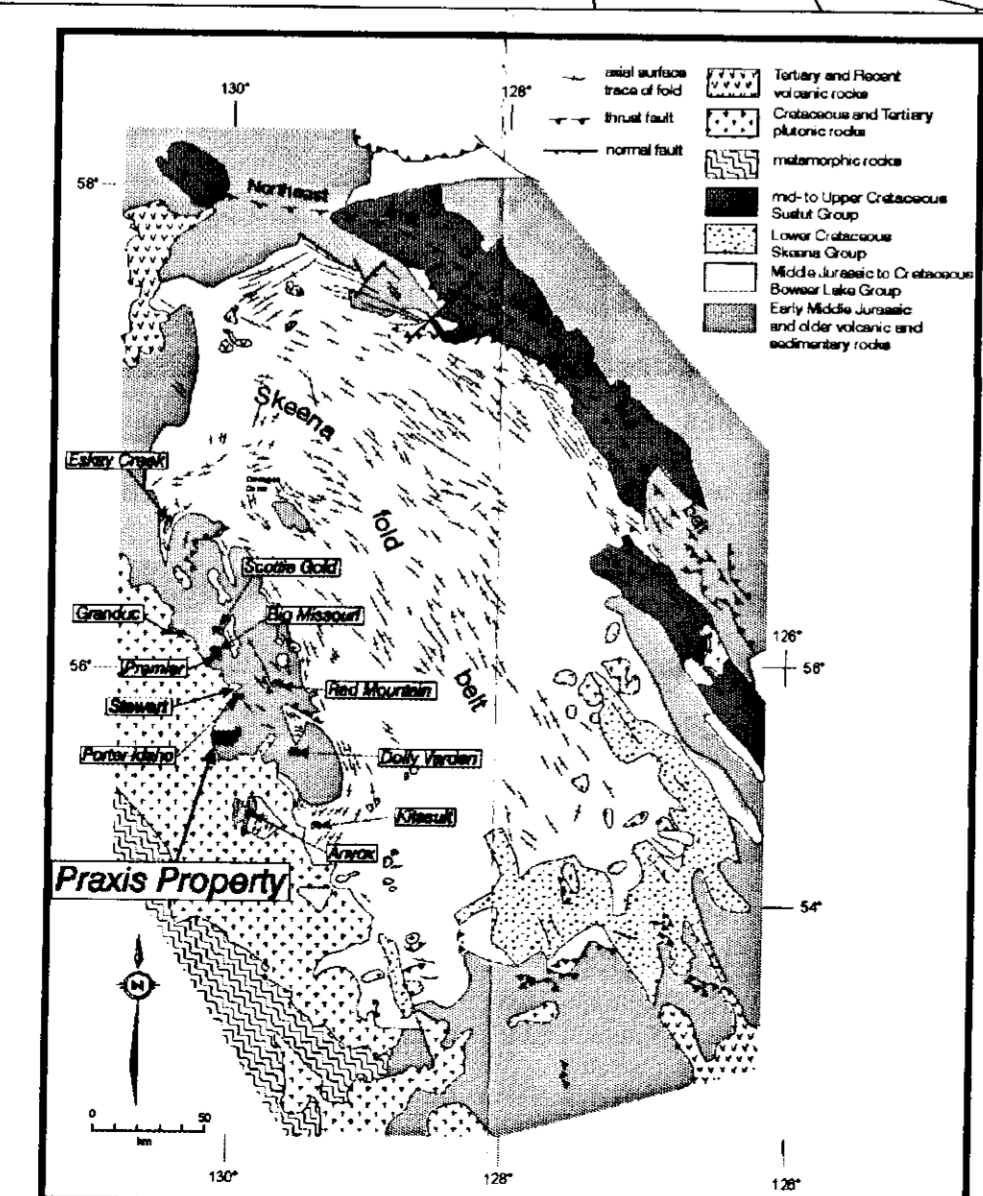 130°
128°
axial surface
trace of fold
thrust fault
normal fault
Tertiary and Recent
volcanic rocks
Cretaceous and Tertiary
plutonic rocks
metamorphic rocks
mid- to Upper Cretaceous
Sustut Group
Lower Cretaceous
Skeena Group
Middle Jurassic to Cretaceous
Bowser Lake Group
Early Middle Jurassic
and older volcanic and
sedimentary rocks
58°
Northeast
Skeena
fold
belt
belt
Eskay Creek
Scottie Gold
Granduc
Big Missouri
126°
56°
56°
Premier
Red Mountain
Stewart
Porter Idaho
Dolly Varden
Kitsault
Anyox
Praxis Property
54°
N
0
50
km
130°
128°
126°